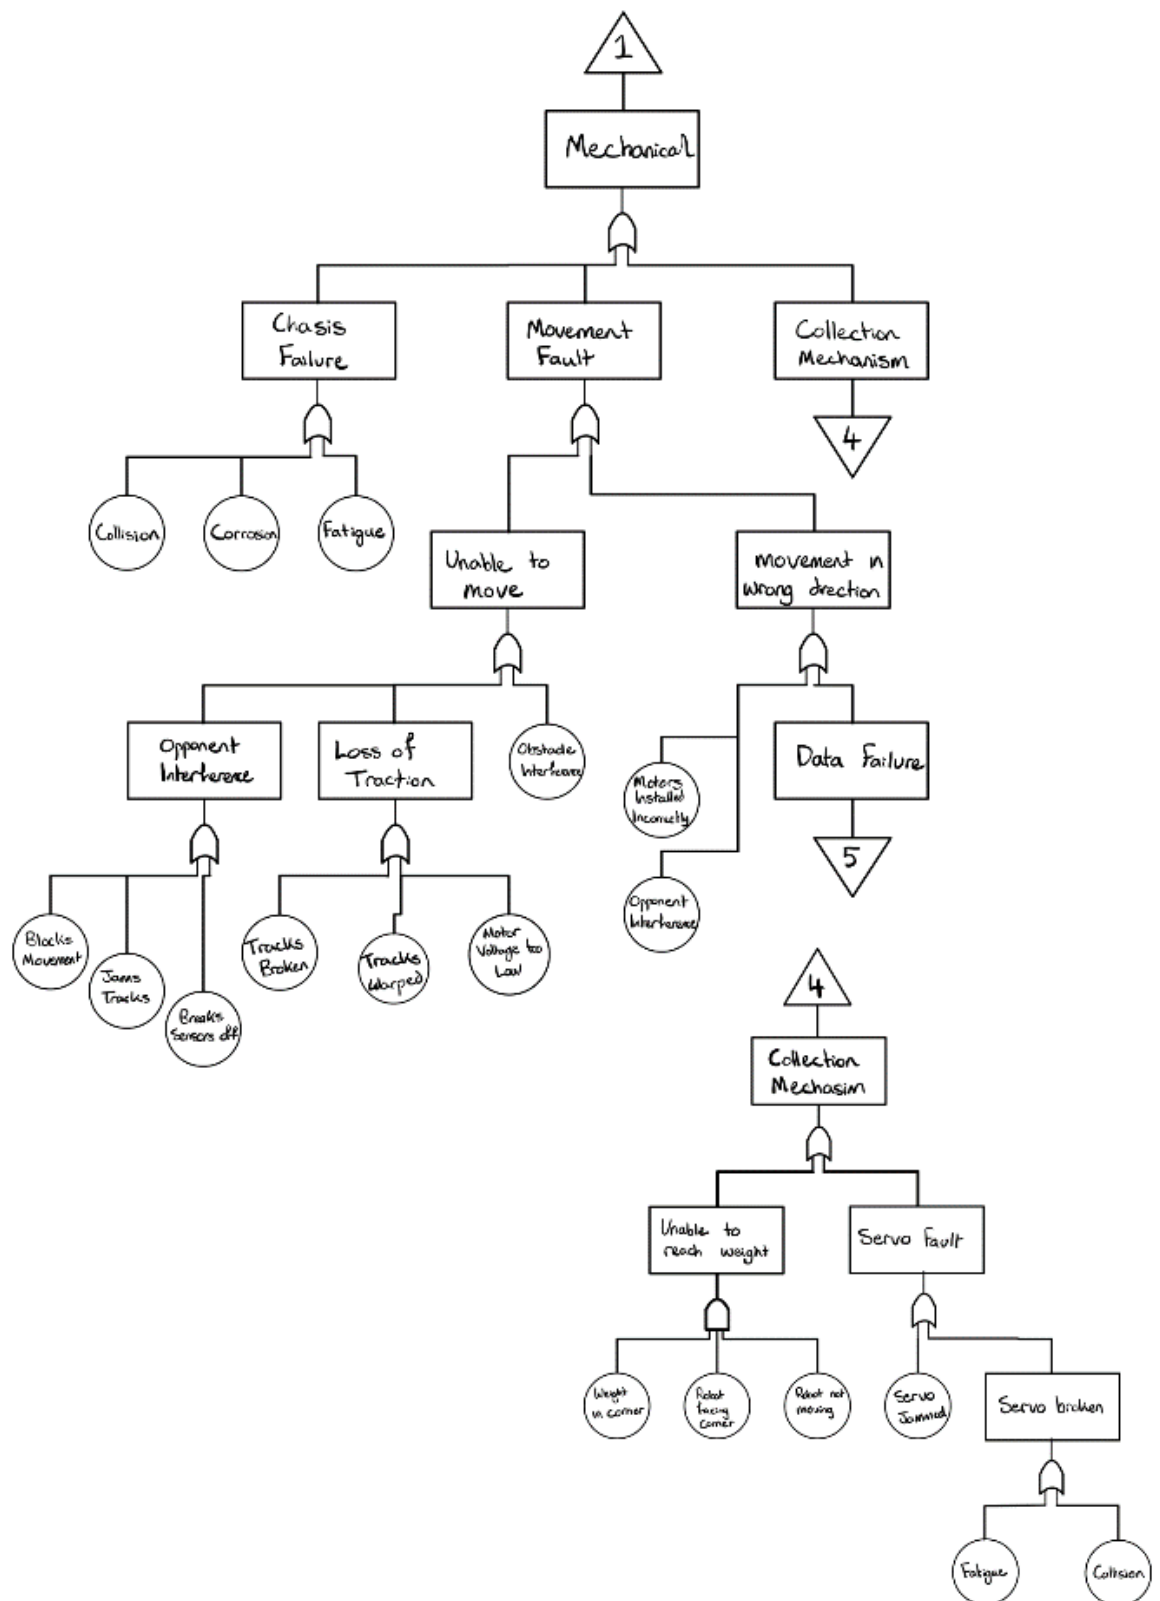 1
Mechanical
Chasis
Failure
Movement
Fault
Collection
Mechanism
4
Collision
Corrosion
Fatigue
Unable to
move
movement in
wrong direction
Opponent
Interference
Loss of
Traction
Obstacle
Interference
Motors
Installed
Incorrectly
Data Failure
5
Opponent
Interference
Blocks
Movement
Jams
Tracks
Breaks
Sensors off
Tracks
Broken
Tracks
Warped
Motor
Voltage too
Low
4
Collection
Mechasim
Unable to
reach weight
Servo Fault
Weight
in corner
Robot
facing
corner
Robot not
moving
Servo
Jammed
Servo broken
Fatigue
Collision